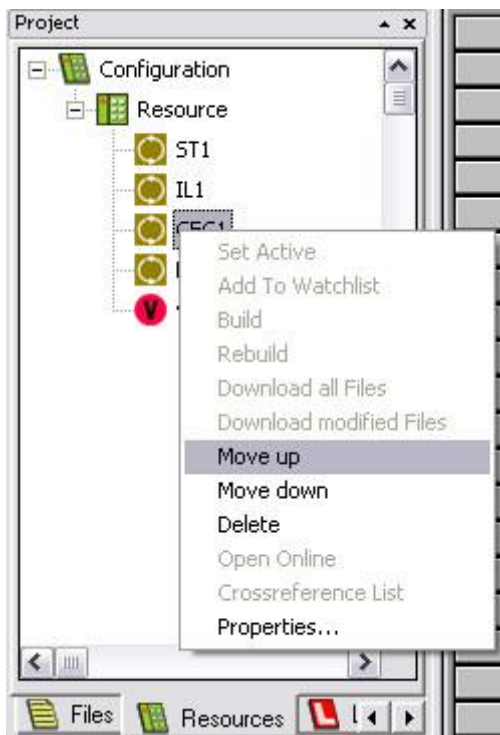 Project
Configuration
Resource
ST1
IL1
CFC1
Set Active
Add To Watchlist
Build
Rebuild
Download all Files
Download modified Files
Move up
Move down
Delete
Open Online
Crossreference List
Properties...
Files Resources